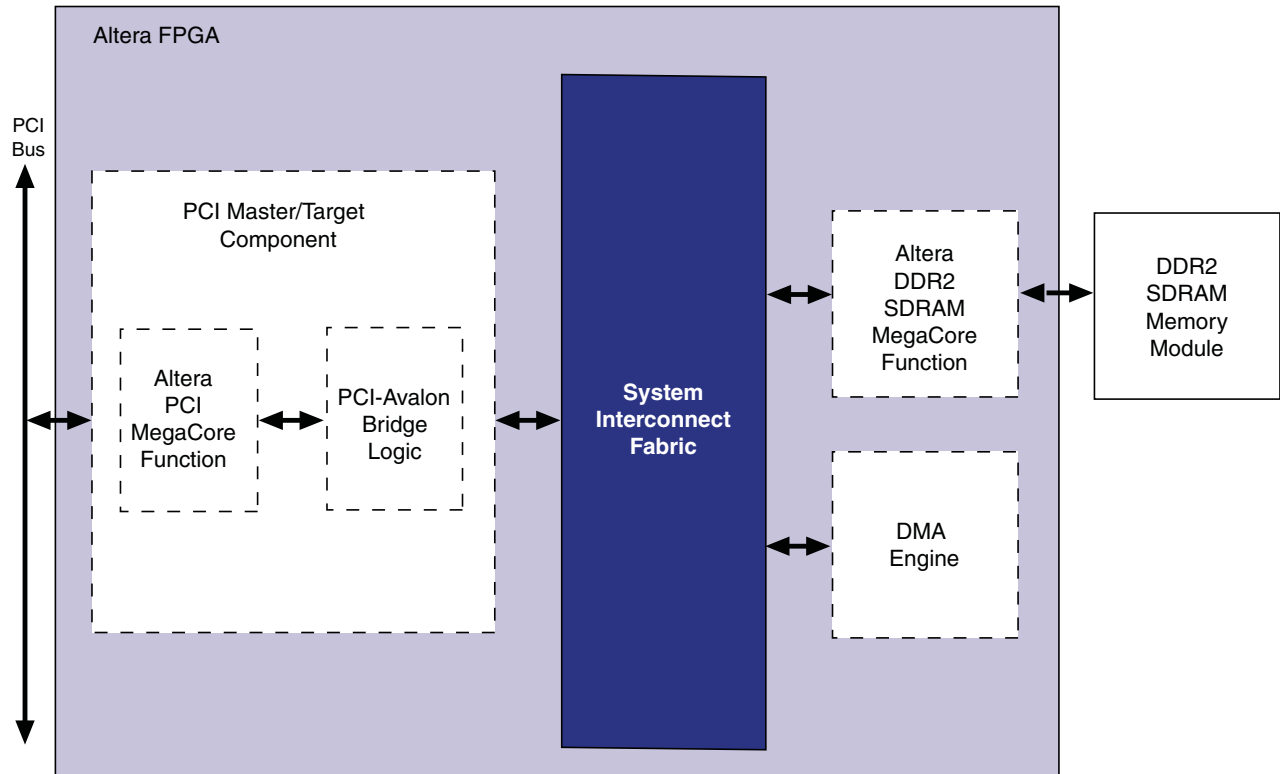 Altera FPGA
PCI
Bus
PCI Master/Target
Component
Altera
PCI
MegaCore
Function
PCI-Avalon
Bridge
Logic
System
Interconnect
Fabric
Altera
DDR2
SDRAM
MegaCore
Function
DDR2
SDRAM
Memory
Module
DMA
Engine